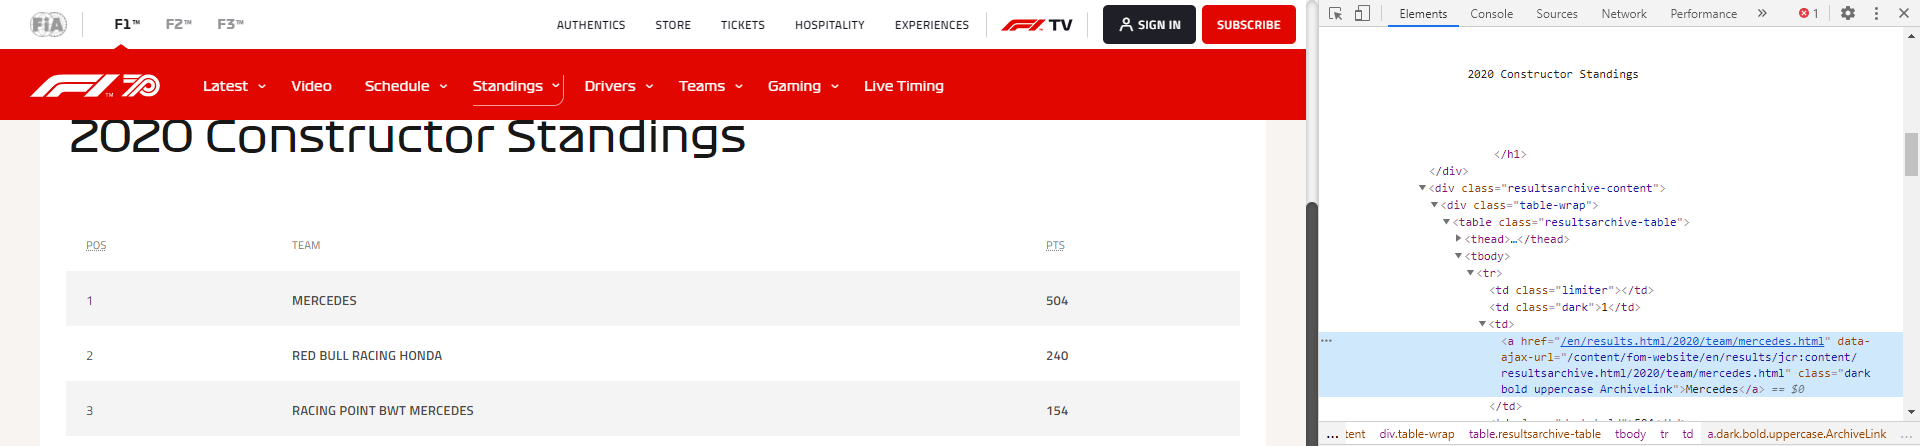 FiA F1™ F2™ F3™ AUTHENTICS STORE TICKETS HOSPITALITY EXPERIENCES F1 TV SIGN IN SUBSCRIBE
F1 70 Latest Video Schedule Standings Drivers Teams Gaming Live Timing
2020 Constructor Standings
POS TEAM PTS
1 MERCEDES 504
2 RED BULL RACING HONDA 240
3 RACING POINT BWT MERCEDES 154
Elements Console Sources Network Performance » 1
2020 Constructor Standings
</h1>
</div>
<div class="resultsarchive-content">
<div class="table-wrap">
<table class="resultsarchive-table">
<thead>…</thead>
<tbody>
<tr>
<td class="limiter"></td>
<td class="dark">1</td>
<td>
<a href="/en/results.html/2020/team/mercedes.html" data-
ajax-url="/content/fom-website/en/results/jcr:content/
resultsarchive.html/2020/team/mercedes.html" class="dark
bold uppercase ArchiveLink">Mercedes</a> == $0
</td>
... tent div.table-wrap table.resultsarchive-table tbody tr td a.dark.bold.uppercase.ArchiveLink ...